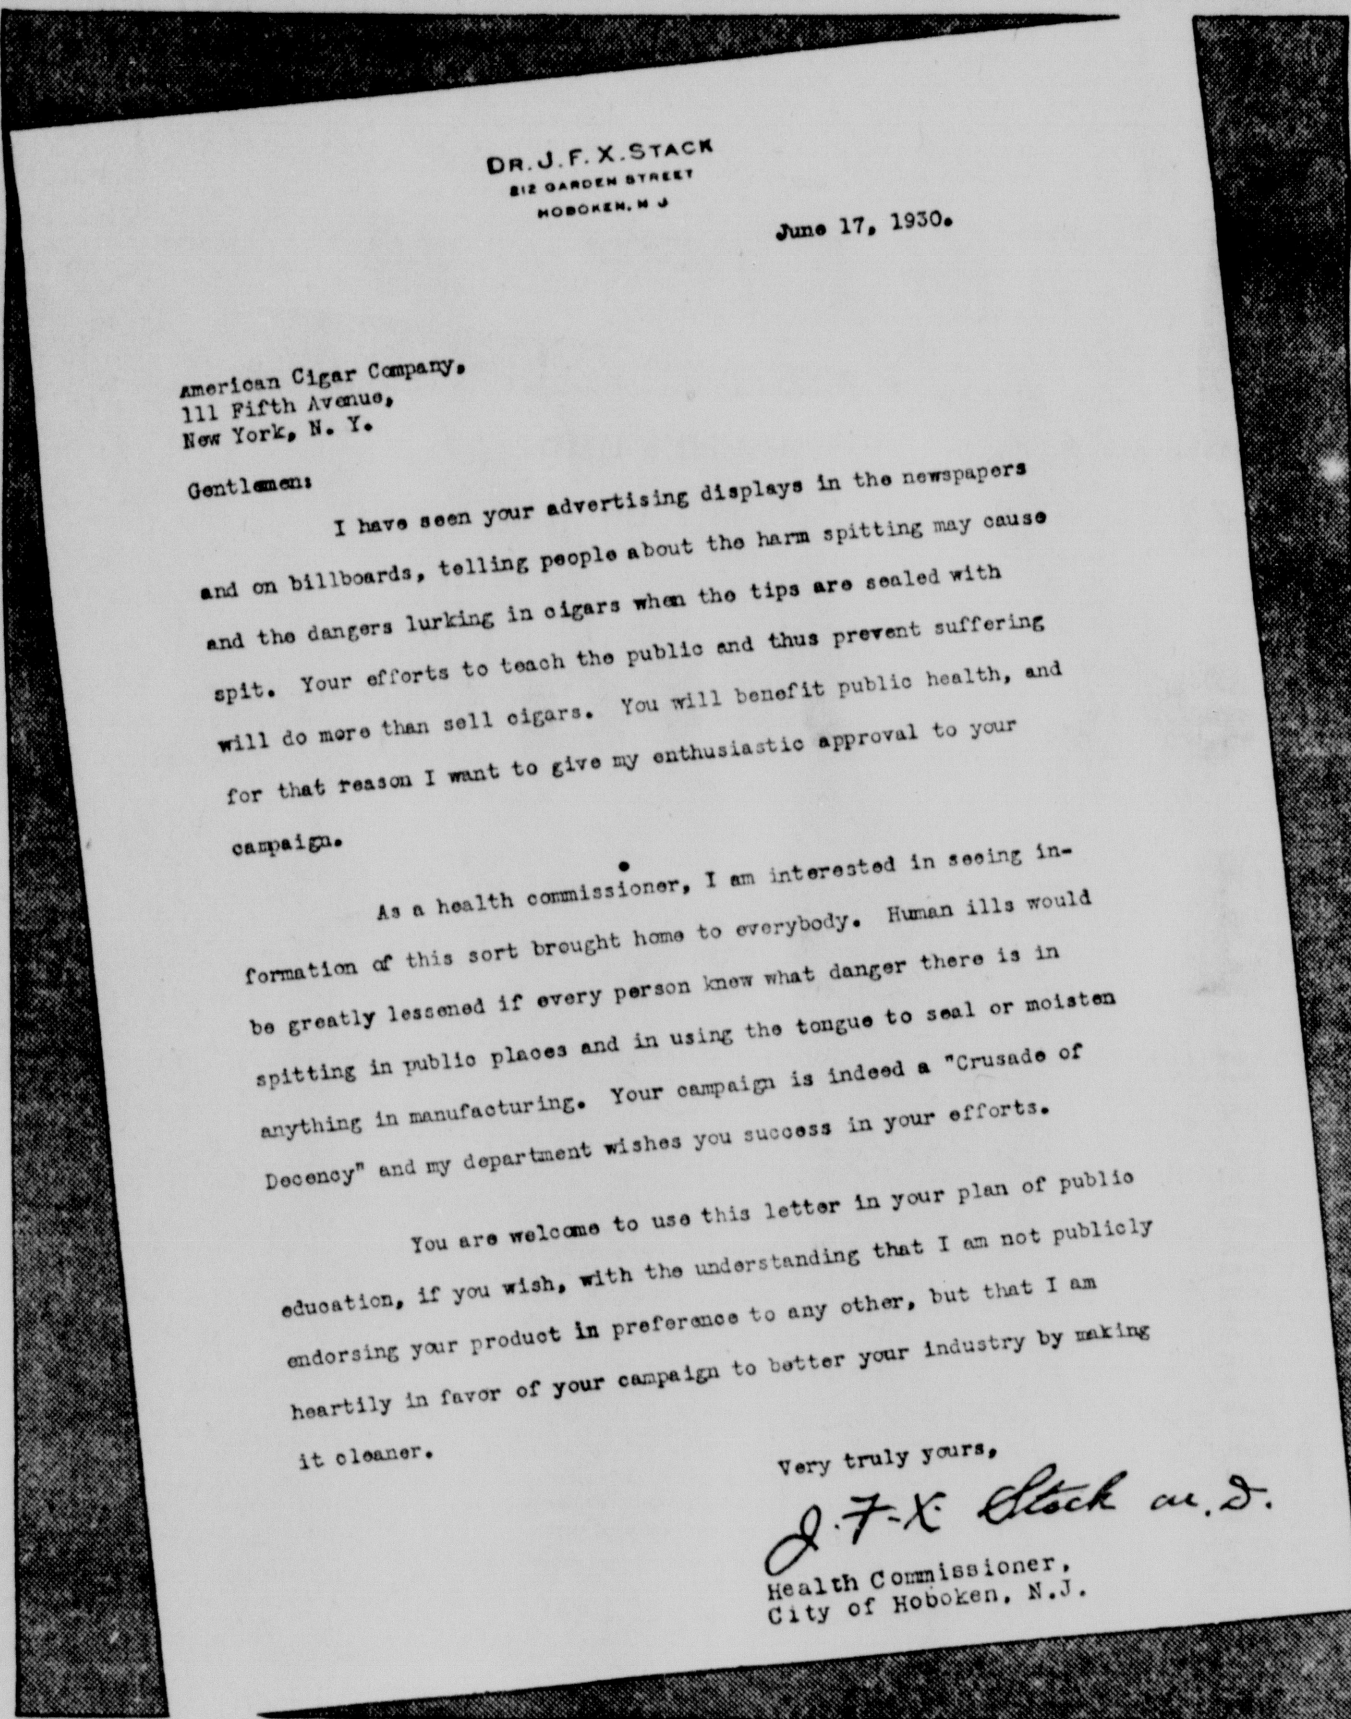 DR. J. F. X. STACK
212 GARDEN STREET
HOBOKEN, N J
June 17, 1930.
American Cigar Company,
111 Fifth Avenue,
New York, N. Y.
Gentlemen:
I have seen your advertising displays in the newspapers
and on billboards, telling people about the harm spitting may cause
and the dangers lurking in cigars when the tips are sealed with
spit. Your efforts to teach the public and thus prevent suffering
will do more than sell cigars. You will benefit public health, and
for that reason I want to give my enthusiastic approval to your
campaign.
As a health commissioner, I am interested in seeing in-
formation of this sort brought home to everybody. Human ills would
be greatly lessened if every person knew what danger there is in
spitting in public places and in using the tongue to seal or moisten
anything in manufacturing. Your campaign is indeed a "Crusade of
Decency" and my department wishes you success in your efforts.
You are welcome to use this letter in your plan of public
education, if you wish, with the understanding that I am not publicly
endorsing your product in preference to any other, but that I am
heartily in favor of your campaign to better your industry by making
it cleaner.
Very truly yours,
J. F. X. Stack M.D.
Health Commissioner,
City of Hoboken, N.J.